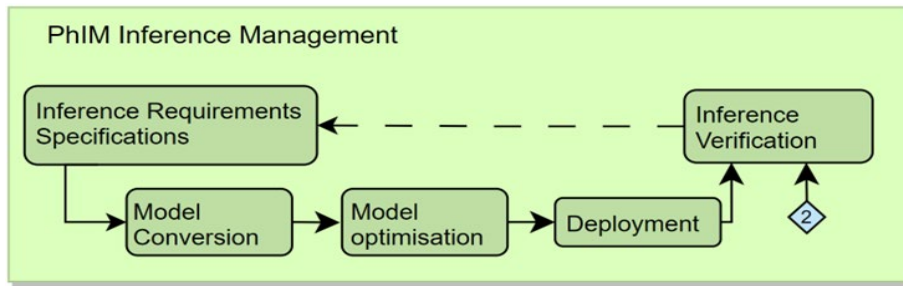 PhIM Inference Management
Inference Requirements
Specifications
Inference
Verification
Model
Conversion
Model
optimisation
Deployment
2